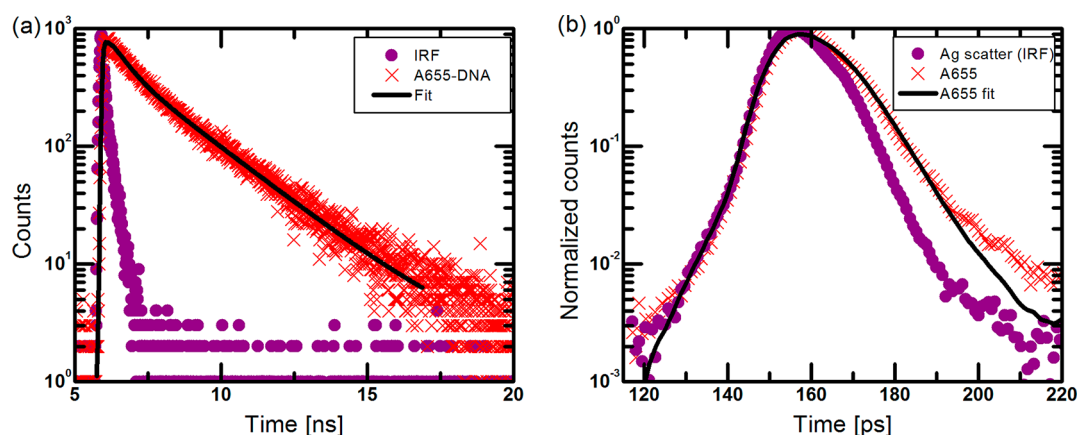 (a)
10³
10²
10¹
10⁰
Counts
5
10
15
20
Time [ns]
IRF
A655-DNA
Fit
(b)
10⁰
10⁻¹
10⁻²
10⁻³
Normalized counts
120
140
160
180
200
220
Time [ps]
Ag scatter (IRF)
A655
A655 fit